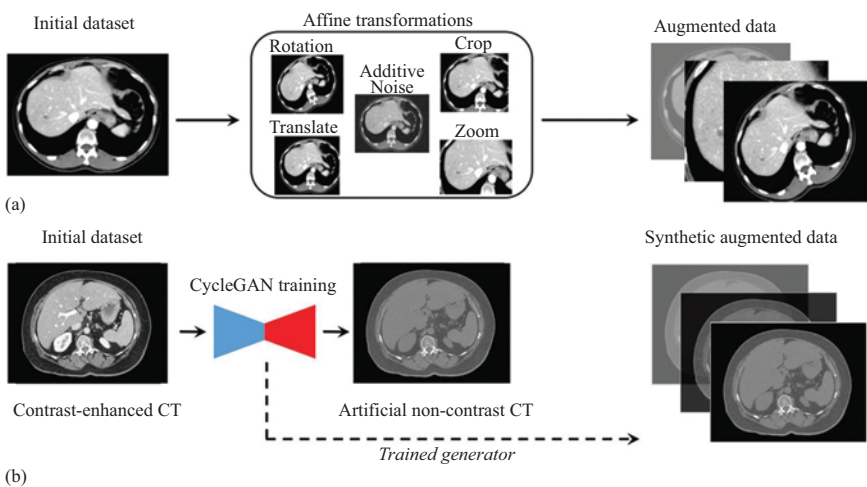 Initial dataset
Affine transformations
Augmented data
Rotation
Crop
Additive
Noise
Translate
Zoom
(a)
Initial dataset
Synthetic augmented data
CycleGAN training
Contrast-enhanced CT
Artificial non-contrast CT
Trained generator
(b)